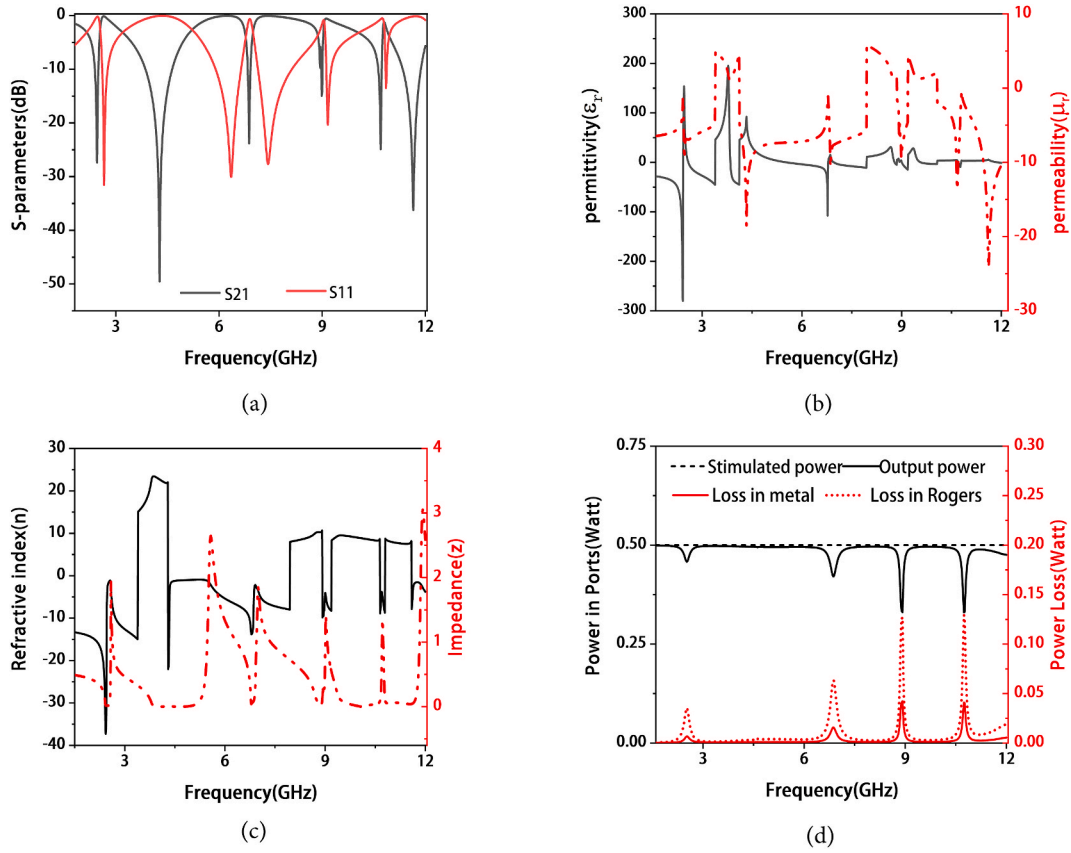 0
-10
-20
-30
-40
-50
S-parameters(dB)
S21 S11
3 6 9 12
Frequency(GHz)
(a)
300
200
100
0
-100
-200
-300
permittivity(εr)
10
0
-10
-20
-30
permeability(μr)
3 6 9 12
Frequency(GHz)
(b)
30
20
10
0
-10
-20
-30
-40
Refractive index(n)
4
3
2
1
0
Impedance(z)
3 6 9 12
Frequency(GHz)
(c)
0.75
0.50
0.25
0.00
Power in Ports(Watt)
Stimulated power Output power
Loss in metal Loss in Rogers
0.30
0.25
0.20
0.15
0.10
0.05
0.00
Power Loss(Watt)
3 6 9 12
Frequency(GHz)
(d)